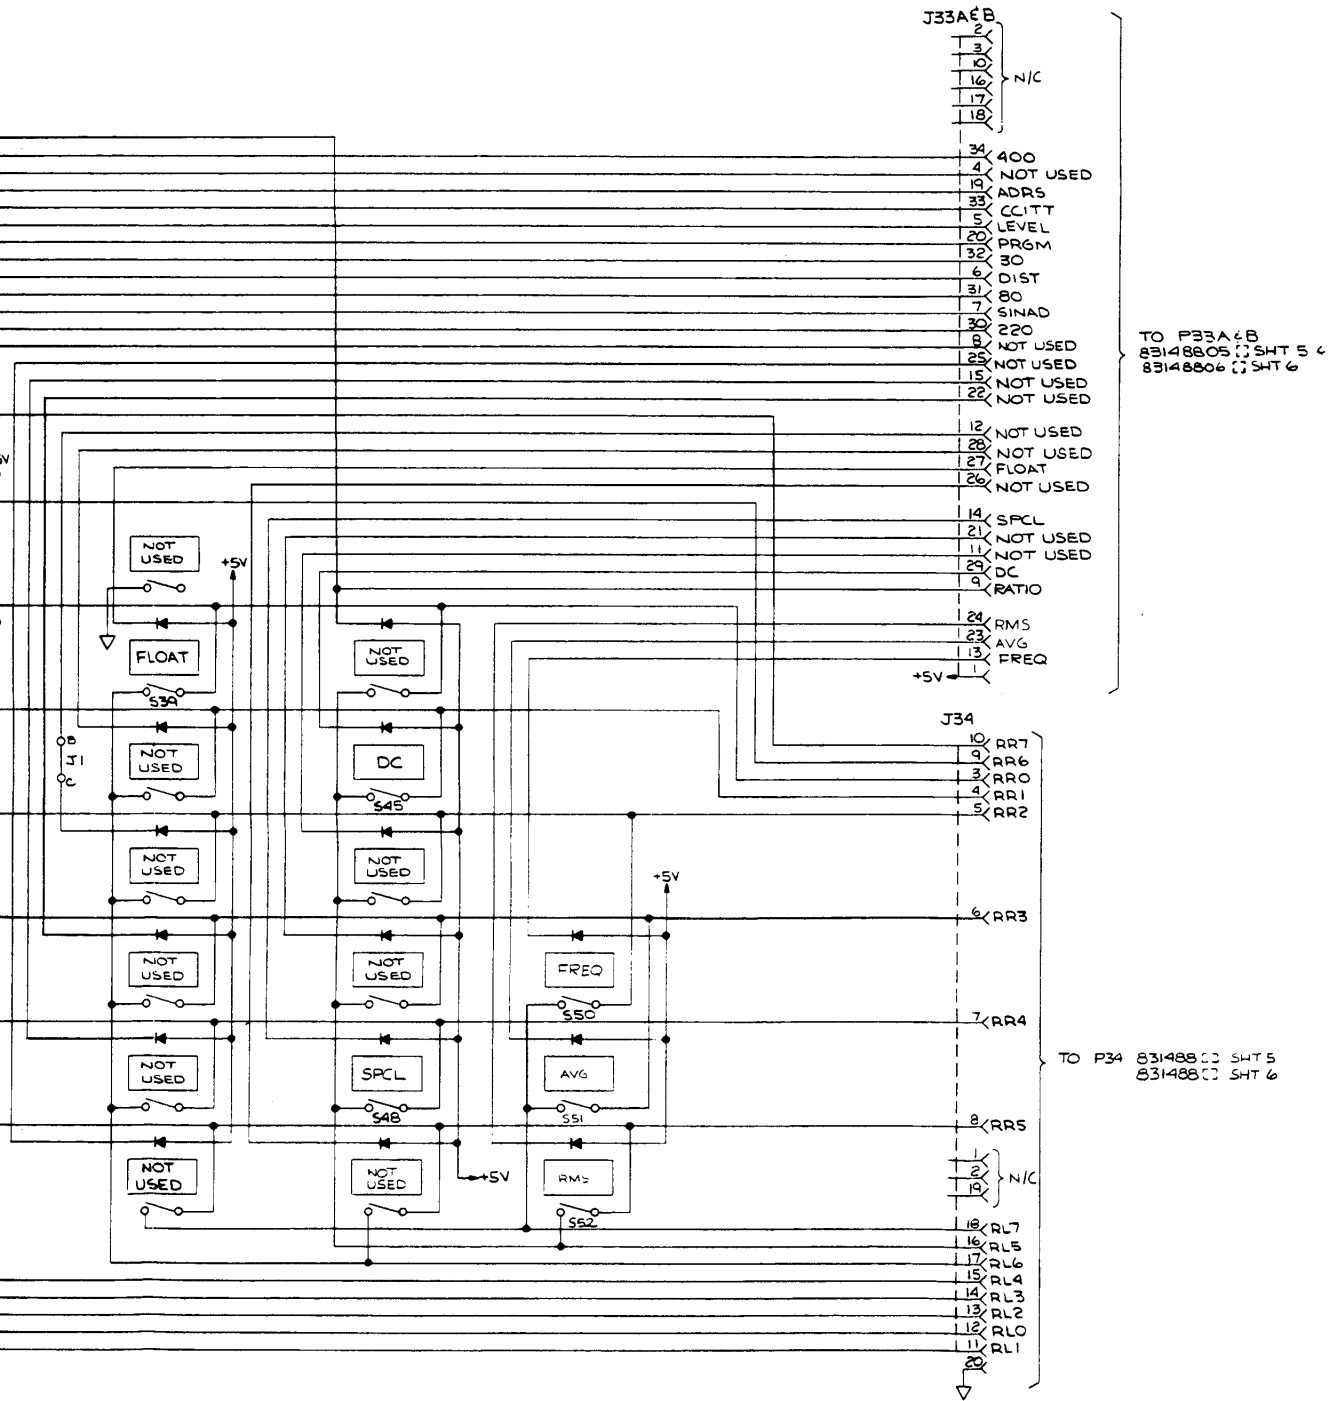 J33A&B
2
3
10
16
17
18
N/C
34 400
4 NOT USED
19 ADRS
33 CCITT
5 LEVEL
20 PRGM
32 30
6 DIST
31 80
7 SINAD
30 220
8 NOT USED
25 NOT USED
15 NOT USED
22 NOT USED
12 NOT USED
28 NOT USED
27 FLOAT
26 NOT USED
14 SPCL
21 NOT USED
11 NOT USED
29 DC
9 RATIO
24 RMS
23 AVG
13 FREQ
+5V 1
TO P33A&B
83148805 [] SHT 5 &
83148806 [] SHT 6
5V
NOT
USED
+5V
FLOAT
S39
NOT
USED
B
J1
C
NOT
USED
NOT
USED
NOT
USED
NOT
USED
NOT
USED
DC
S45
NOT
USED
NOT
USED
SPCL
S48
NOT
USED
+5V
+5V
FREQ
S50
AVG
S51
RMS
S52
J34
10 RR7
9 RR6
3 RR0
4 RR1
5 RR2
6 RR3
7 RR4
8 RR5
1
2
19
N/C
18 RL7
16 RL5
17 RL6
15 RL4
14 RL3
13 RL2
12 RL0
11 RL1
20
TO P34 831488 [] SHT 5
831488 [] SHT 6